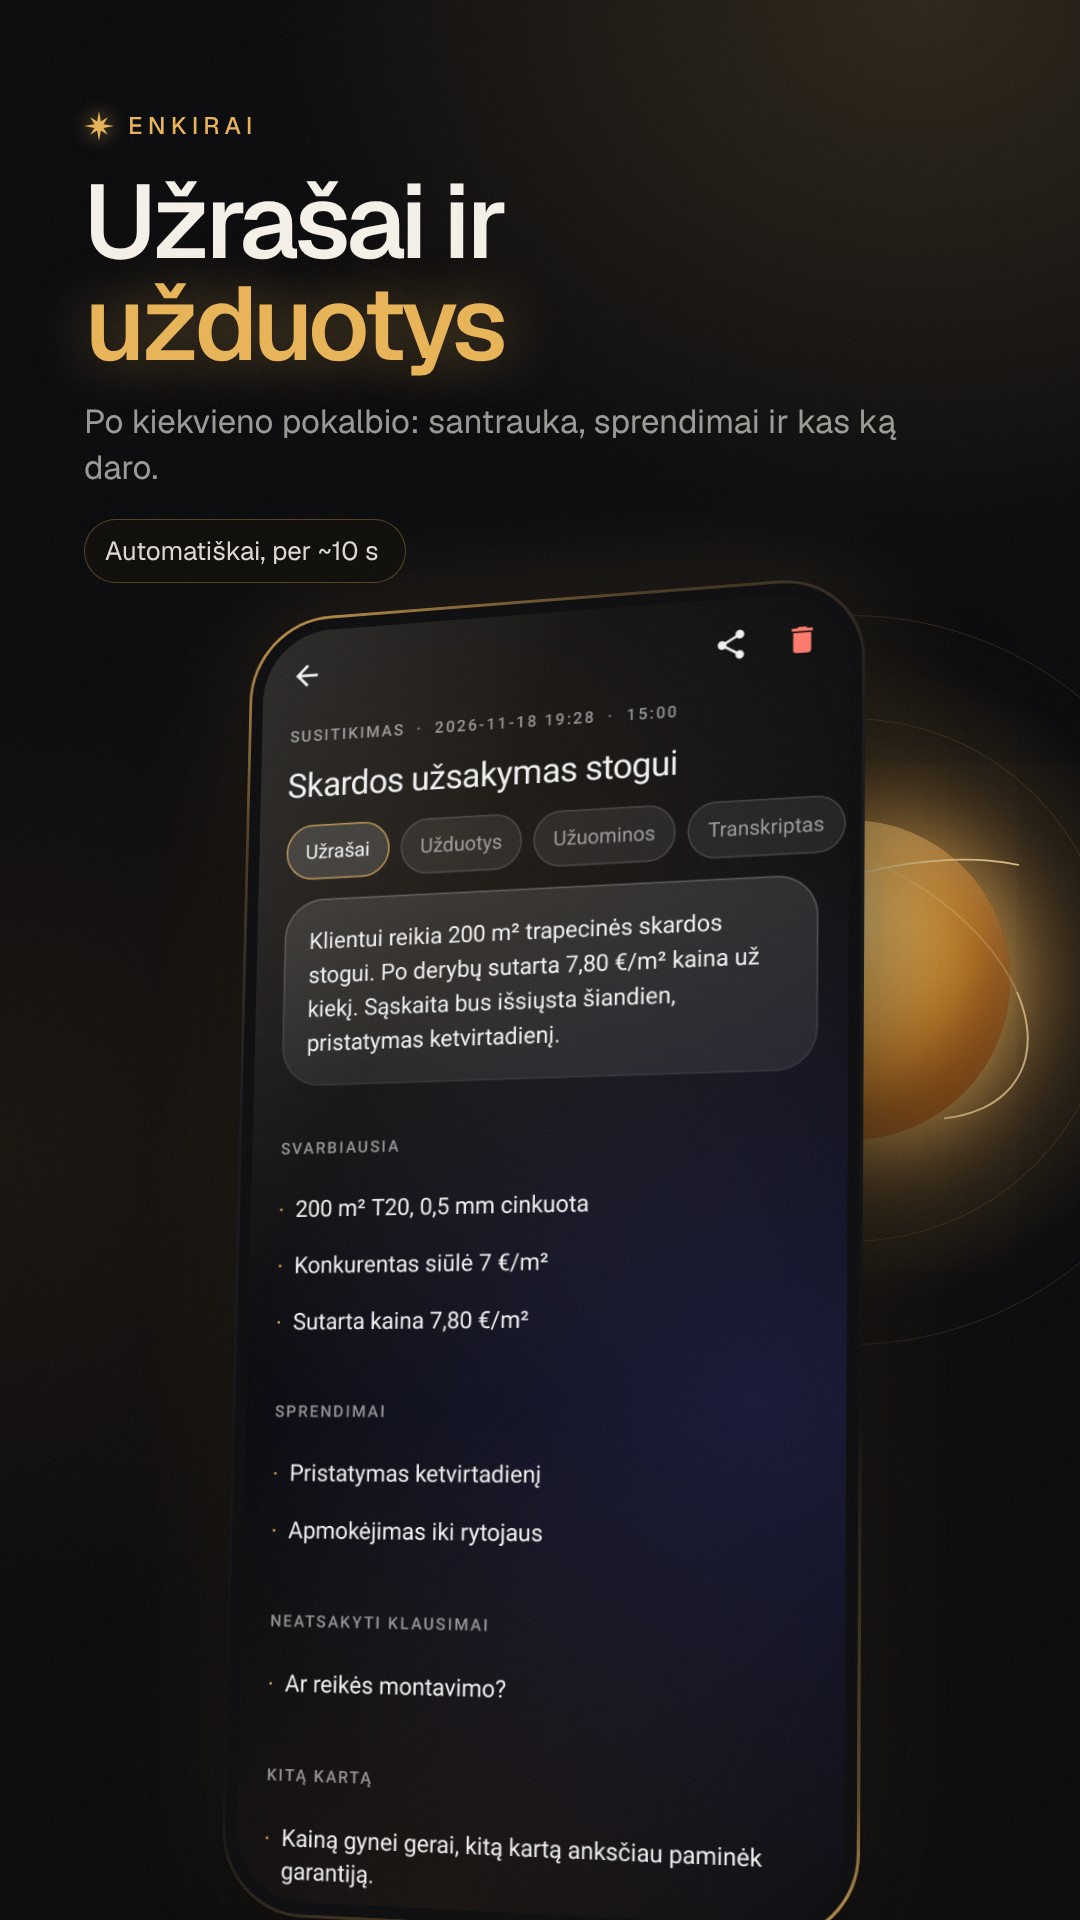 ENKIRAI
Užrašai ir
užduotys
Po kiekvieno pokalbio: santrauka, sprendimai ir kas ką
daro.
Automatiškai, per ~10 s
SUSITIKIMAS · 2026-11-18 19:28 · 15:00
Skardos užsakymas stogui
Užrašai Užduotys Užuominos Transkriptas
Klientui reikia 200 m² trapecinės skardos
stogui. Po derybų sutarta 7,80 €/m² kaina už
kiekį. Sąskaita bus išsiųsta šiandien,
pristatymas ketvirtadienį.
SVARBIAUSIA
· 200 m² T20, 0,5 mm cinkuota
· Konkurentas siūlė 7 €/m²
· Sutarta kaina 7,80 €/m²
SPRENDIMAI
· Pristatymas ketvirtadienį
· Apmokėjimas iki rytojaus
NEATSAKYTI KLAUSIMAI
· Ar reikės montavimo?
KITĄ KARTĄ
· Kainą gynei gerai, kitą kartą anksčiau paminėk
garantiją.